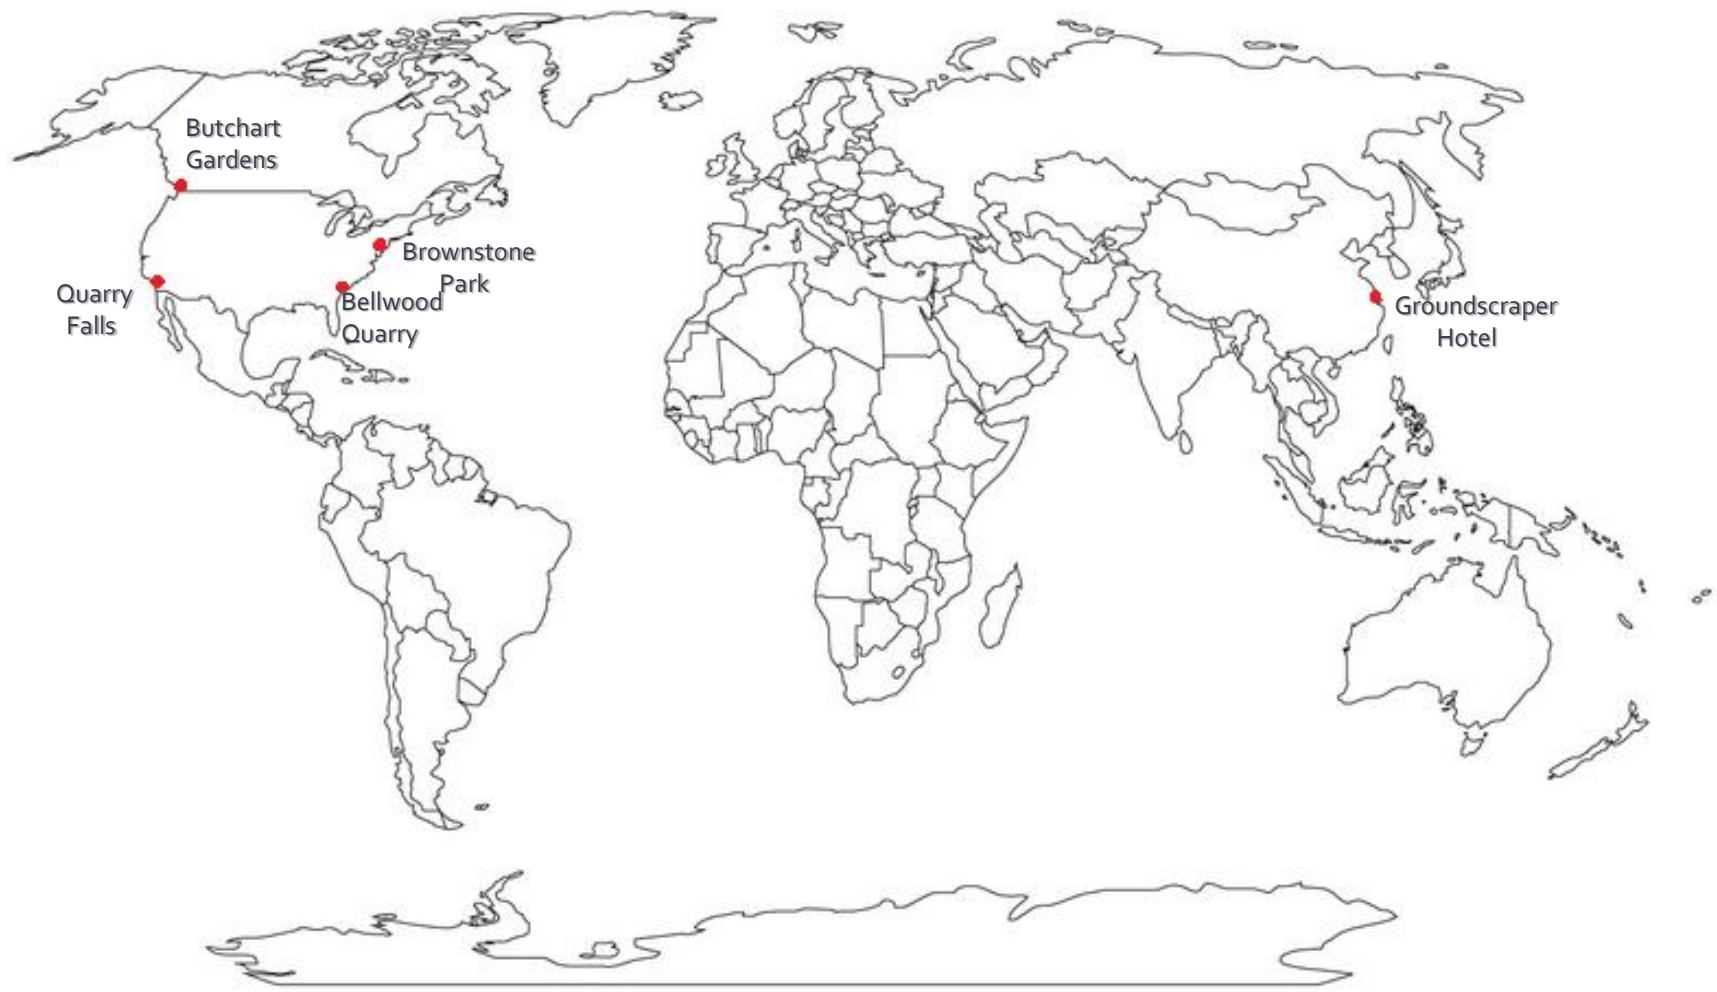 Butchart
Gardens
Brownstone
Park
Quarry
Falls
Bellwood
Quarry
Groundscraper
Hotel